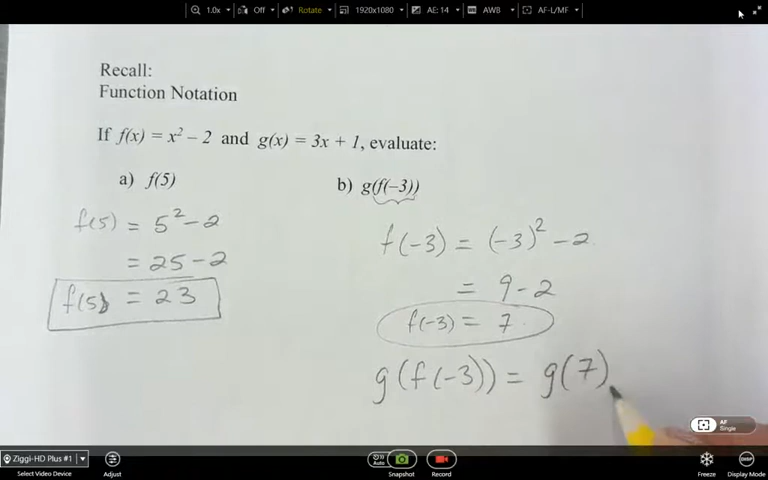 1.0x Off Rotate 1920x1080 AE: 14 AWB AF-L/MF
Recall:
Function Notation
If f(x) = x² – 2 and g(x) = 3x + 1, evaluate:
a) f(5)
f(5) = 5² – 2
= 25 – 2
f(5) = 23
b) g(f(–3))
f(–3) = (–3)² – 2
= 9 – 2
f(–3) = 7
g(f(–3)) = g(7)
AF
Single
Ziggi-HD Plus #1
Select Video Device
Adjust
Auto
Snapshot
Record
Freeze
DISP
Display Mode